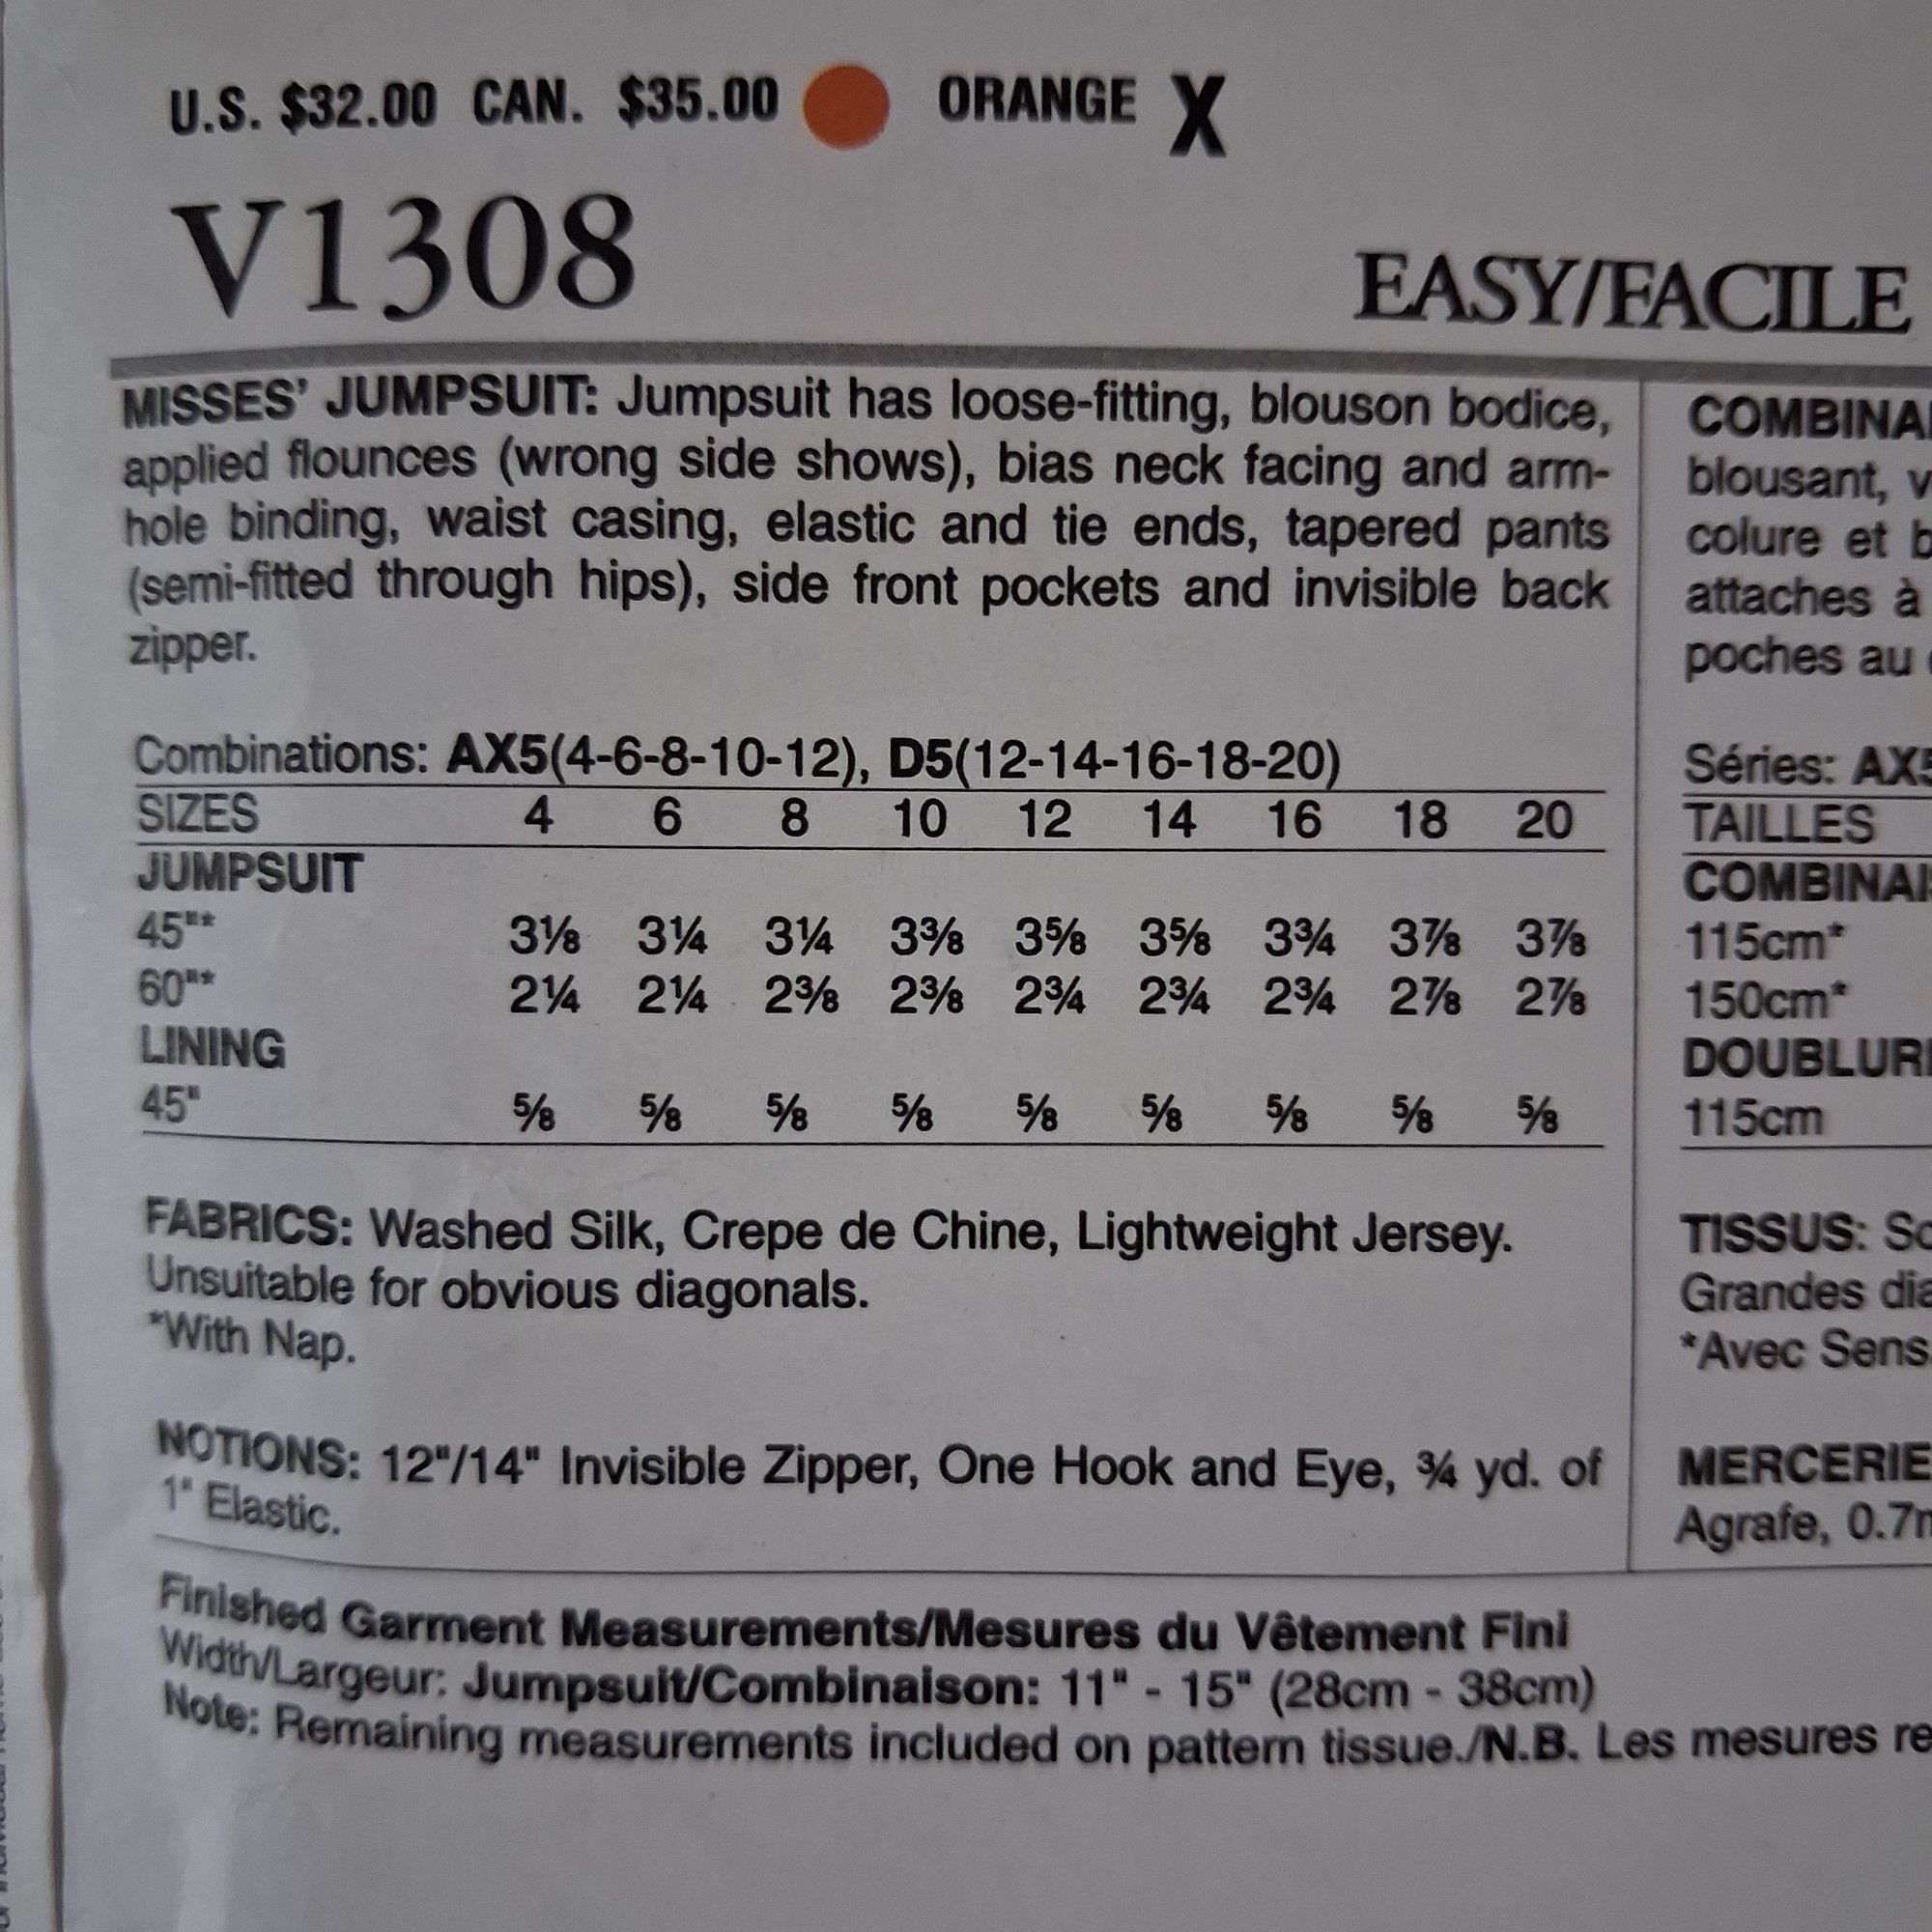 U.S. $32.00 CAN. $35.00 ORANGE X
V1308
EASY/FACILE
MISSES' JUMPSUIT: Jumpsuit has loose-fitting, blouson bodice,
applied flounces (wrong side shows), bias neck facing and arm-
hole binding, waist casing, elastic and tie ends, tapered pants
(semi-fitted through hips), side front pockets and invisible back
zipper.
Combinations: AX5(4-6-8-10-12), D5(12-14-16-18-20)
SIZES 4 6 8 10 12 14 16 18 20
JUMPSUIT
45"* 3⅛ 3¼ 3¼ 3⅜ 3⅝ 3⅝ 3¾ 3⅞ 3⅞
60"* 2¼ 2¼ 2⅜ 2⅜ 2¾ 2¾ 2¾ 2⅞ 2⅞
LINING
45" ⅝ ⅝ ⅝ ⅝ ⅝ ⅝ ⅝ ⅝ ⅝
FABRICS: Washed Silk, Crepe de Chine, Lightweight Jersey.
Unsuitable for obvious diagonals.
*With Nap.
NOTIONS: 12"/14" Invisible Zipper, One Hook and Eye, ¾ yd. of
1" Elastic.
COMBINAI
blousant, v
colure et b
attaches à
poches au
Séries: AX5
TAILLES
COMBINAI
115cm*
150cm*
DOUBLUR
115cm
TISSUS: So
Grandes dia
*Avec Sens
MERCERIE
Agrafe, 0.7m
Finished Garment Measurements/Mesures du Vêtement Fini
Width/Largeur: Jumpsuit/Combinaison: 11" - 15" (28cm - 38cm)
Note: Remaining measurements included on pattern tissue./N.B. Les mesures re